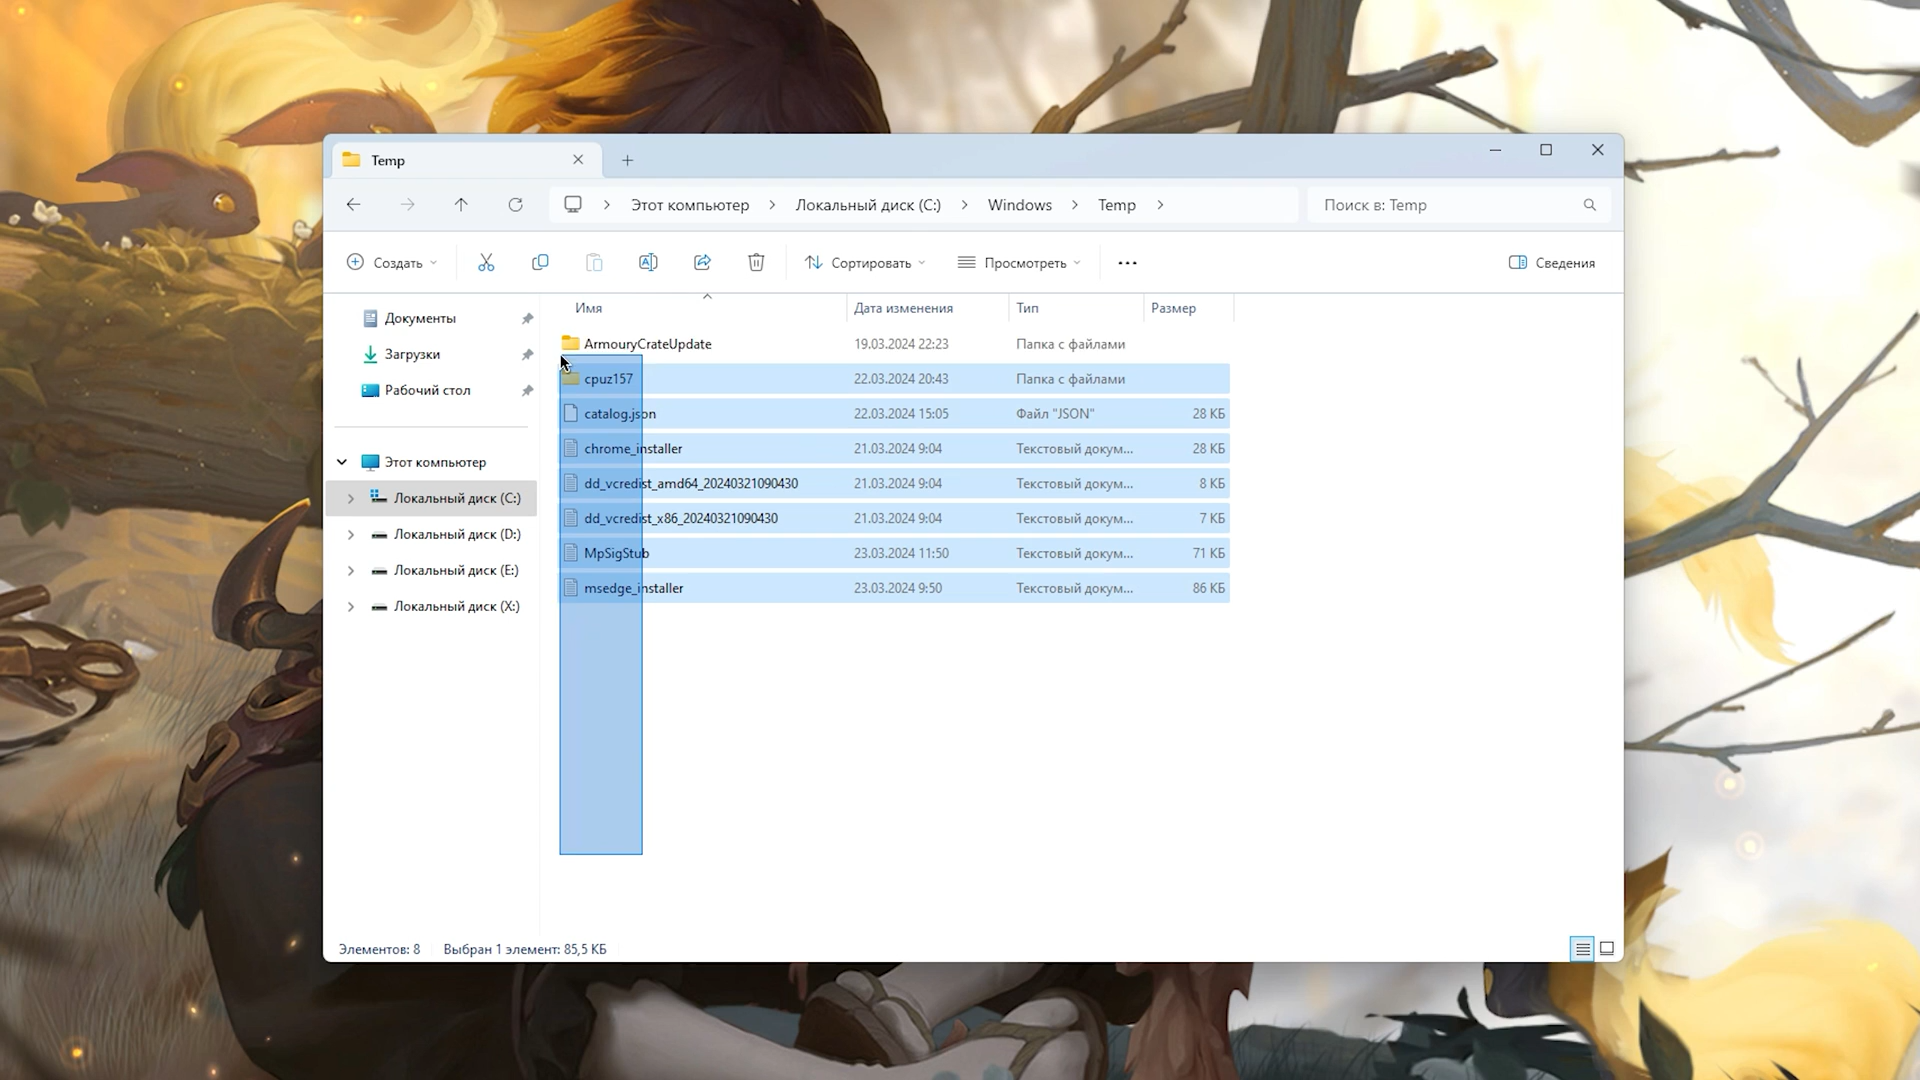 Temp
Этот компьютер Локальный диск (C:) Windows Temp
Поиск в: Temp
Создать
Сортировать
Просмотреть
Сведения
Документы
Загрузки
Рабочий стол
Этот компьютер
Локальный диск (C:)
Локальный диск (D:)
Локальный диск (E:)
Локальный диск (X:)
Имя Дата изменения Тип Размер
ArmouryCrateUpdate 19.03.2024 22:23 Папка с файлами
cpuz157 22.03.2024 20:43 Папка с файлами
catalog.json 22.03.2024 15:05 Файл "JSON" 28 КБ
chrome_installer 21.03.2024 9:04 Текстовый докум... 28 КБ
dd_vcredist_amd64_20240321090430 21.03.2024 9:04 Текстовый докум... 8 КБ
dd_vcredist_x86_20240321090430 21.03.2024 9:04 Текстовый докум... 7 КБ
MpSigStub 23.03.2024 11:50 Текстовый докум... 71 КБ
msedge_installer 23.03.2024 9:50 Текстовый докум... 86 КБ
Элементов: 8 Выбран 1 элемент: 85,5 КБ